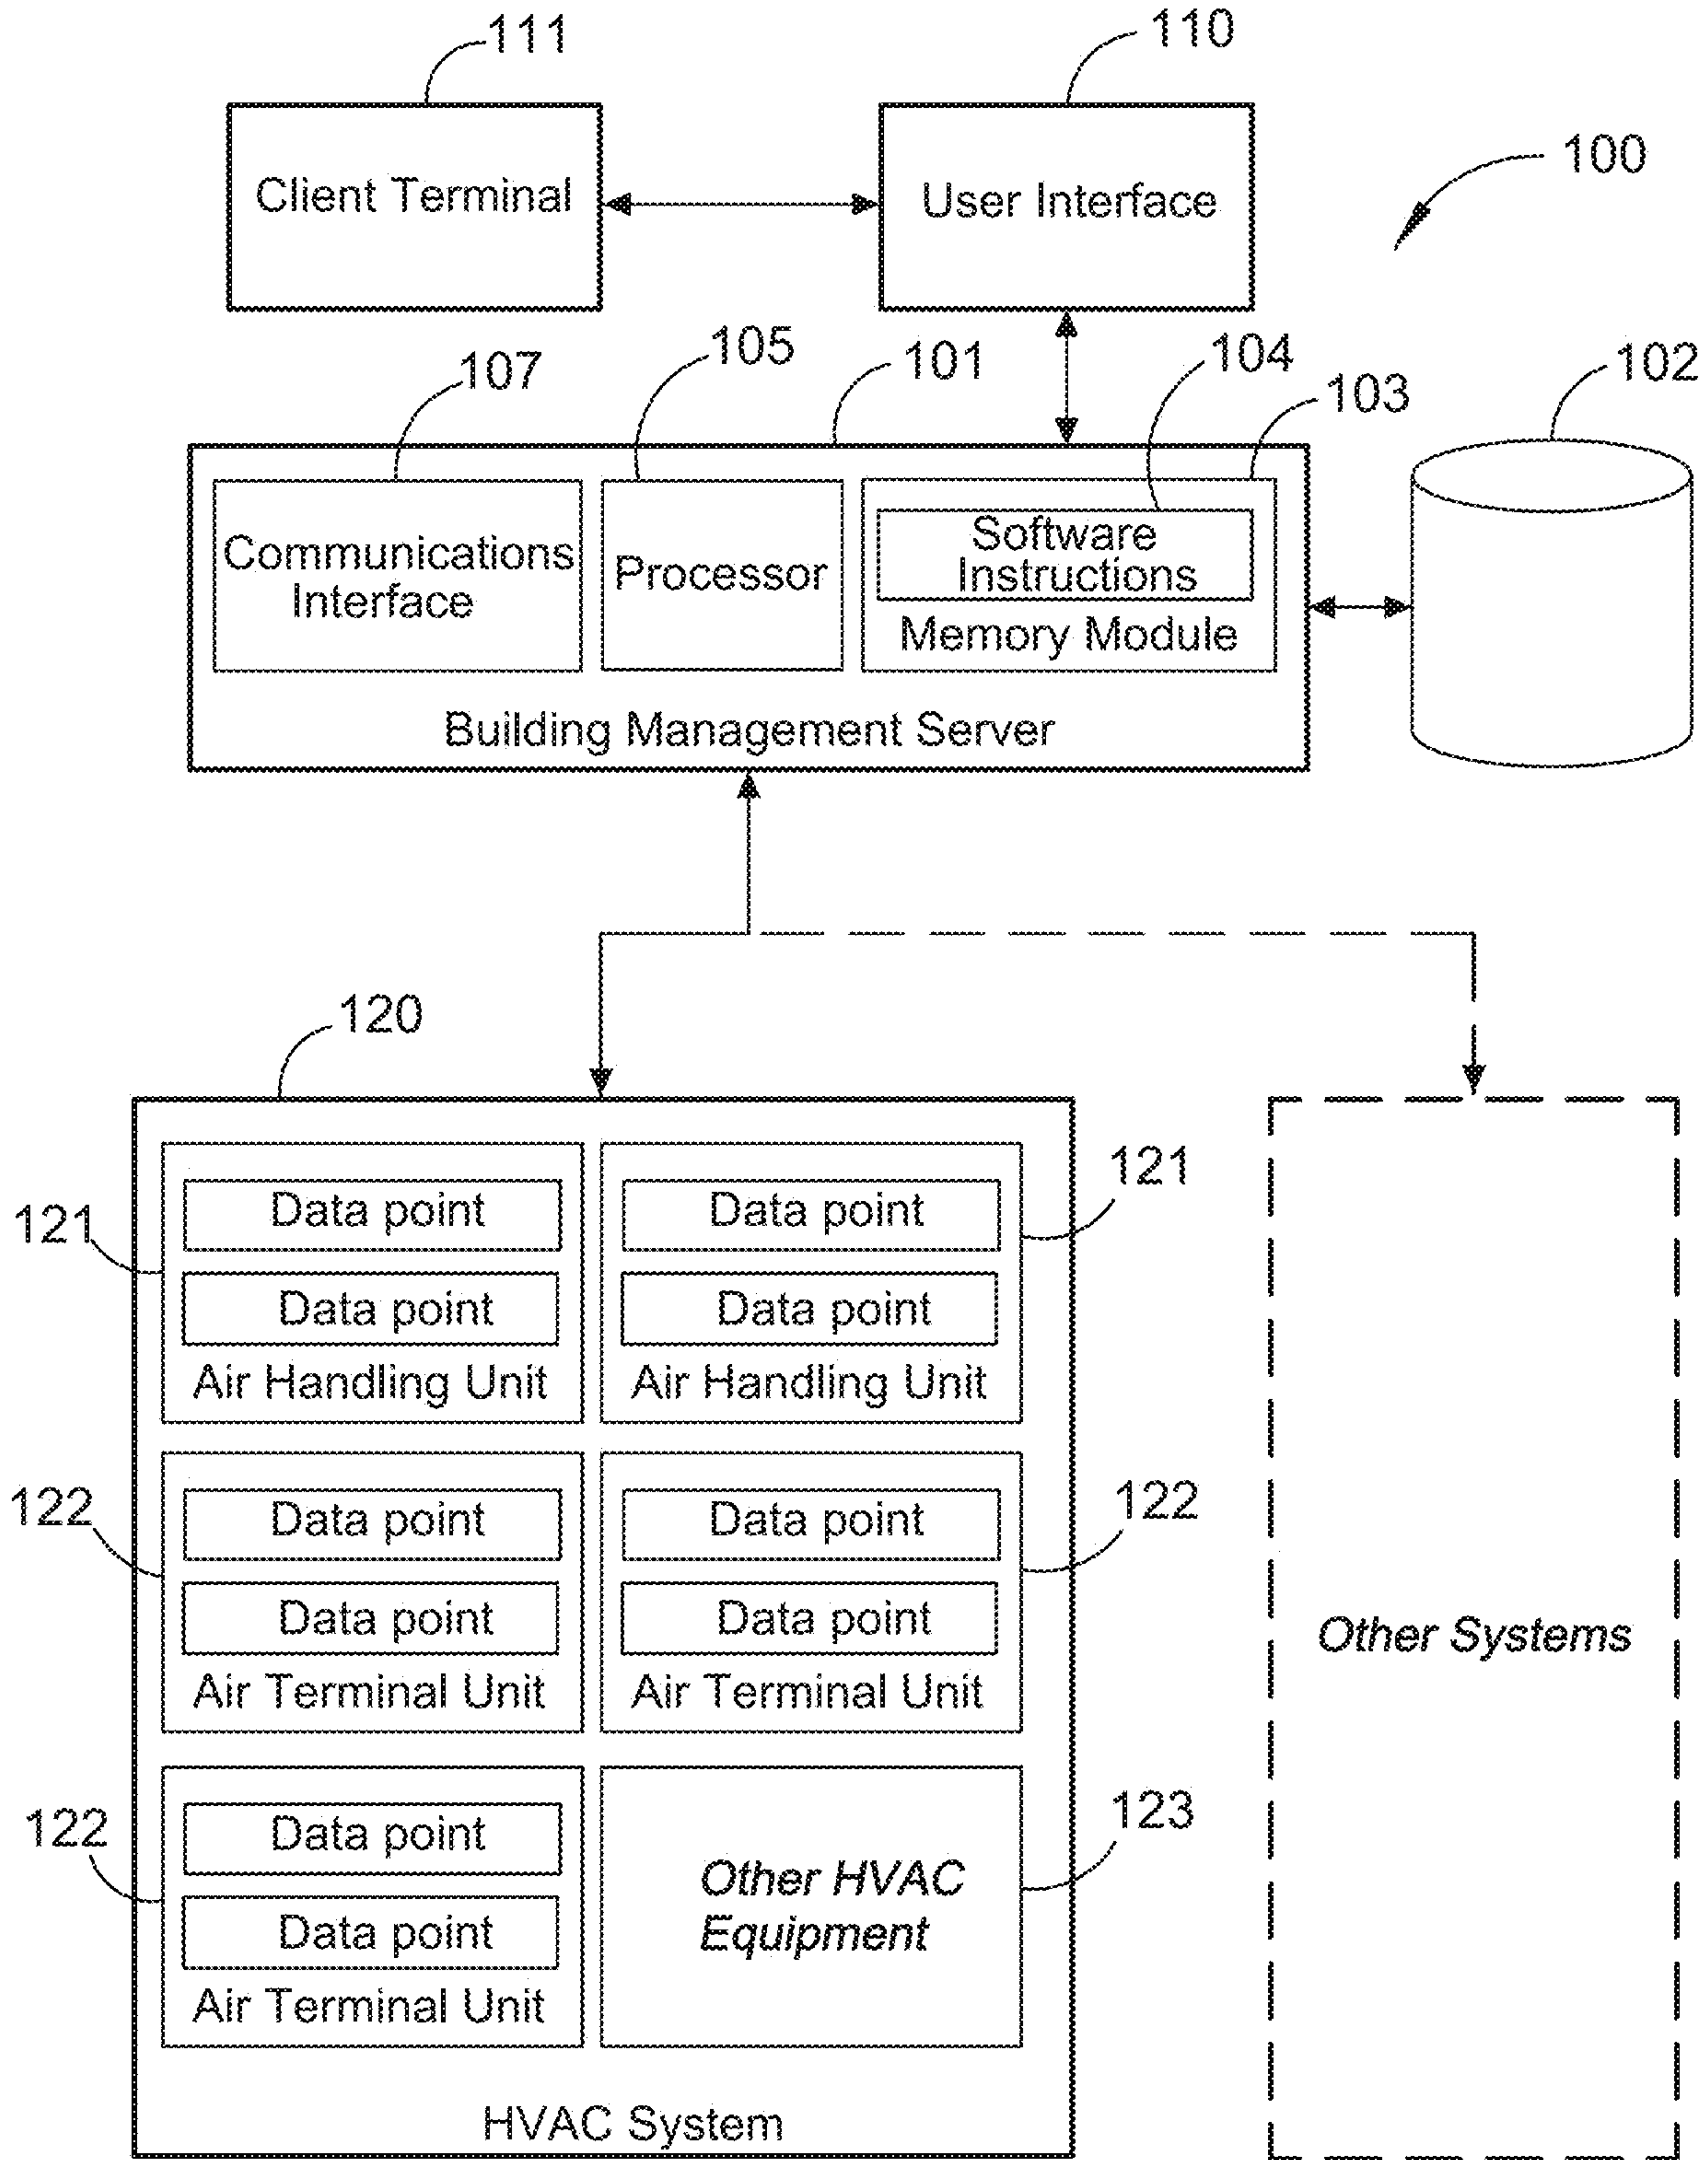 111
110
100
Client Terminal
User Interface
107
105
101
104
103
102
Communications
Interface
Processor
Software
Instructions
Memory Module
Building Management Server
120
121
Data point
Data point
Air Handling Unit
Data point
Data point
Air Handling Unit
121
122
Data point
Data point
Air Terminal Unit
Data point
Data point
Air Terminal Unit
122
122
Data point
Data point
Air Terminal Unit
Other HVAC
Equipment
123
HVAC System
Other Systems